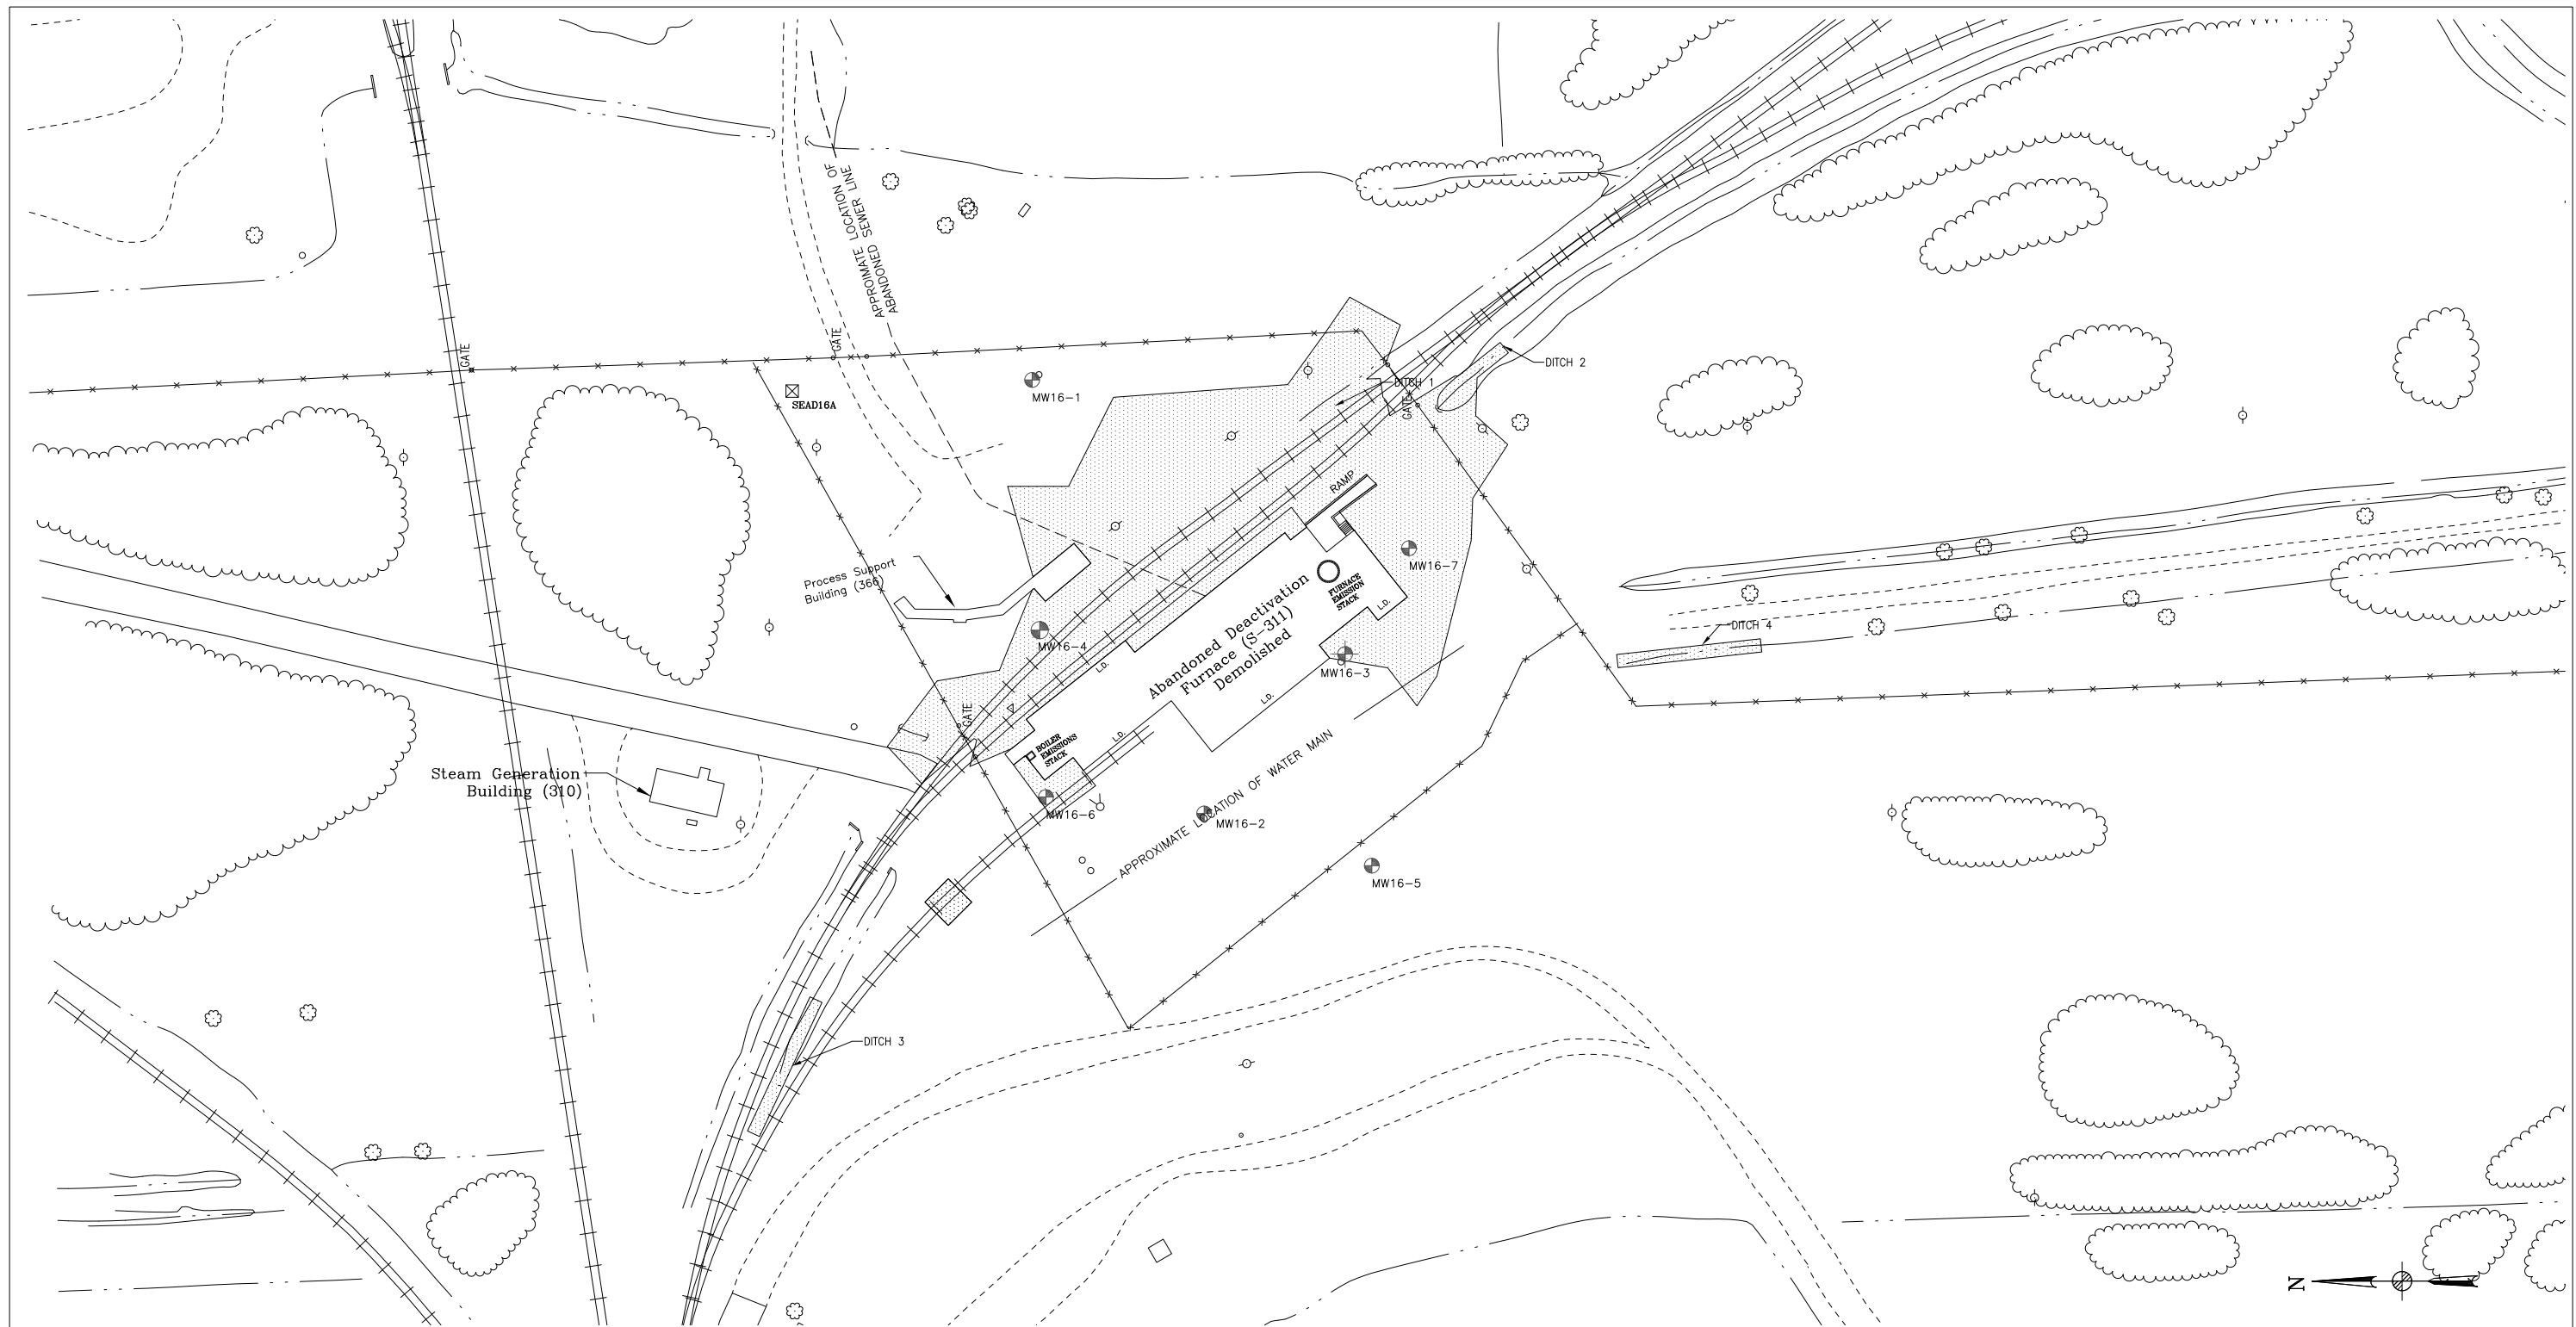 APPROIMATE LOCATION OF
ABANDONED SEWER LINE
GATE
GATE
DITCH 2
DITCH 1
MW16-1
SEAD16A
GATE
RAMP
Process Support
Building (366)
MW16-7
FURNACE
EMISSION
STACK
L.D.
Abandoned Deactivation
Furnace (S-311)
Demolished
DITCH 4
MW16-4
L.D.
MW16-3
L.D.
GATE
L.D.
BOILER
EMISSIONS
STACK
APPROXIMATE LOCATION OF WATER MAIN
Steam Generation
Building (310)
MW16-6
MW16-2
MW16-5
DITCH 3
N